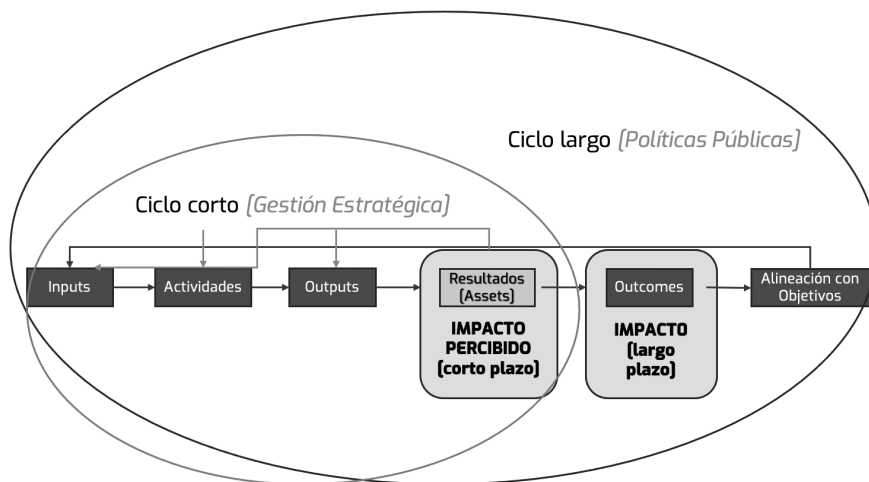 Ciclo largo [Políticas Públicas]
Ciclo corto [Gestión Estratégica]
Inputs
Actividades
Outputs
Resultados
[Assets]
IMPACTO
PERCIBIDO
(corto plazo)
Outcomes
IMPACTO
(largo
plazo)
Alineación con
Objetivos